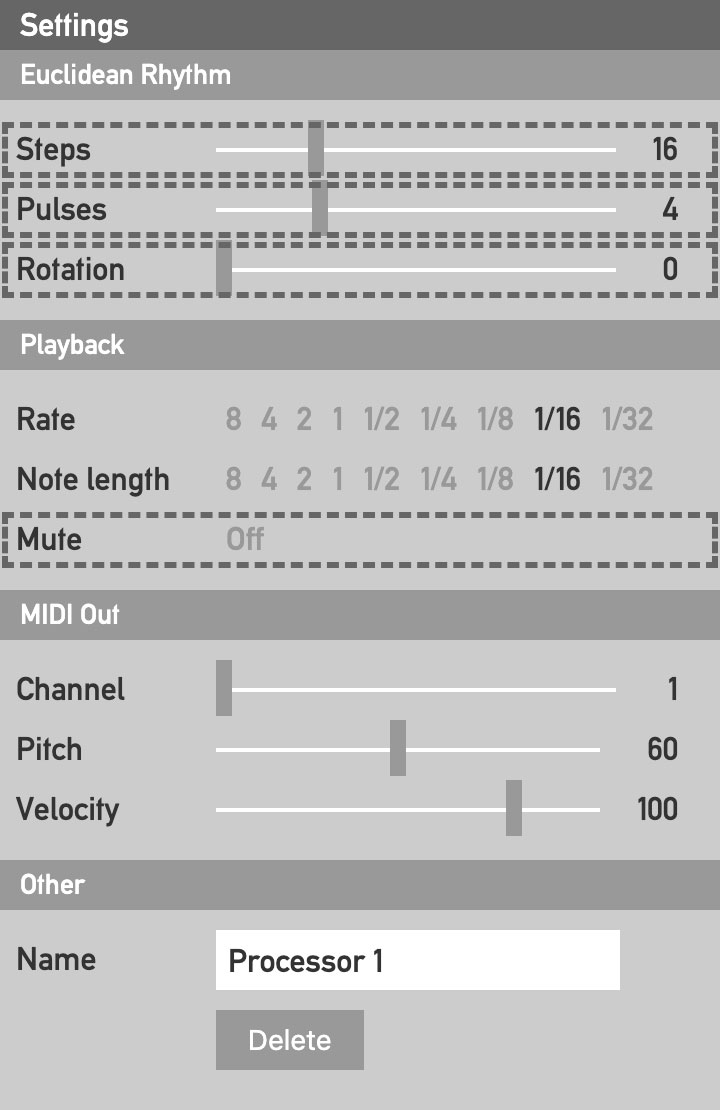 Settings
Euclidean Rhythm
Steps 16
Pulses 4
Rotation 0
Playback
Rate 8 4 2 1 1/2 1/4 1/8 1/16 1/32
Note length 8 4 2 1 1/2 1/4 1/8 1/16 1/32
Mute Off
MIDI Out
Channel 1
Pitch 60
Velocity 100
Other
Name Processor 1
Delete